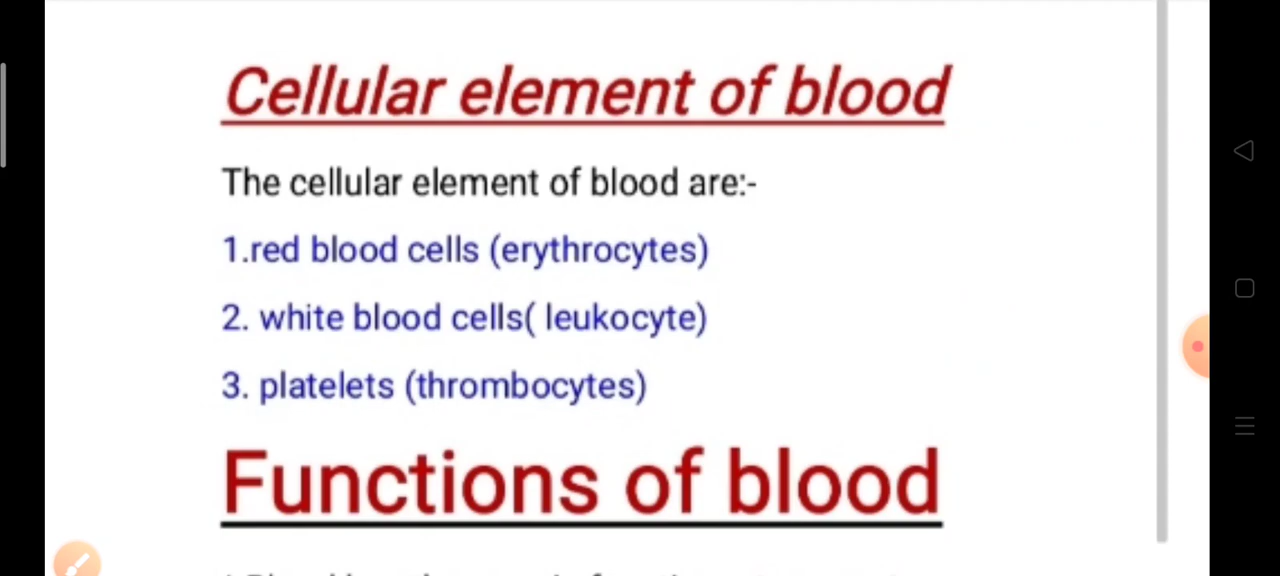 Cellular element of blood
The cellular element of blood are:-
1.red blood cells (erythrocytes)
2. white blood cells( leukocyte)
3. platelets (thrombocytes)
Functions of blood